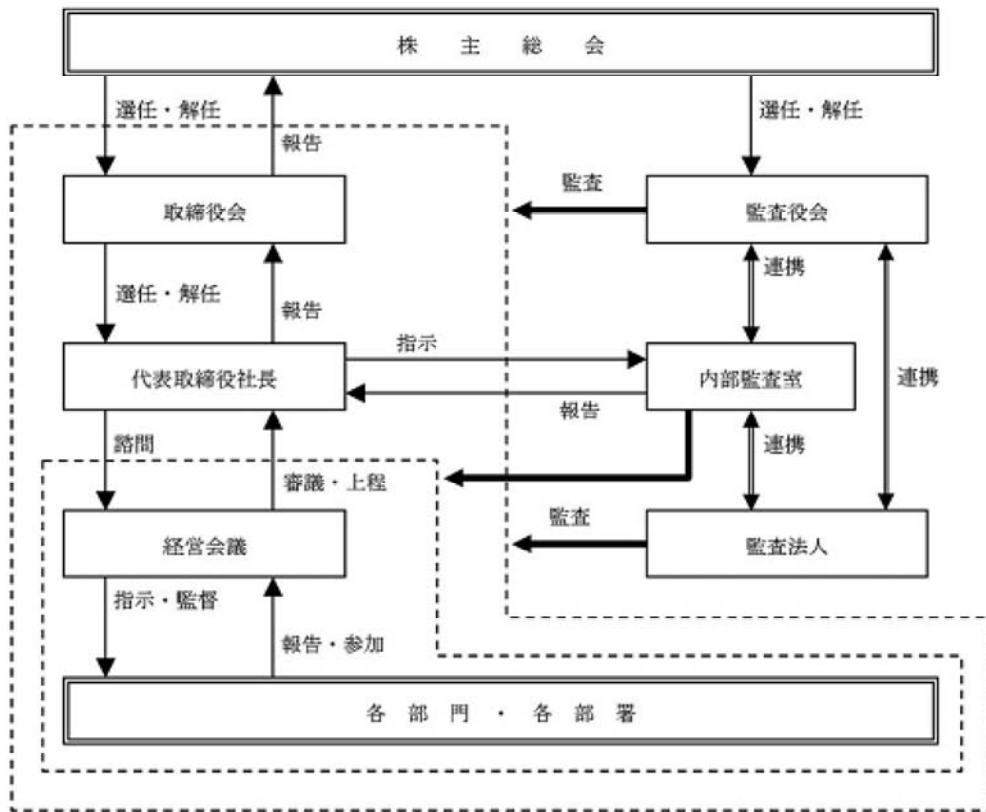 株主総会
選任・解任
選任・解任
報告
監査
取締役会
監査役会
連携
選任・解任
報告
指示
代表取締役社長
内部監査室
連携
報告
諮問
連携
審議・上程
監査
経営会議
監査法人
指示・監督
報告・参加
各部門・各部署